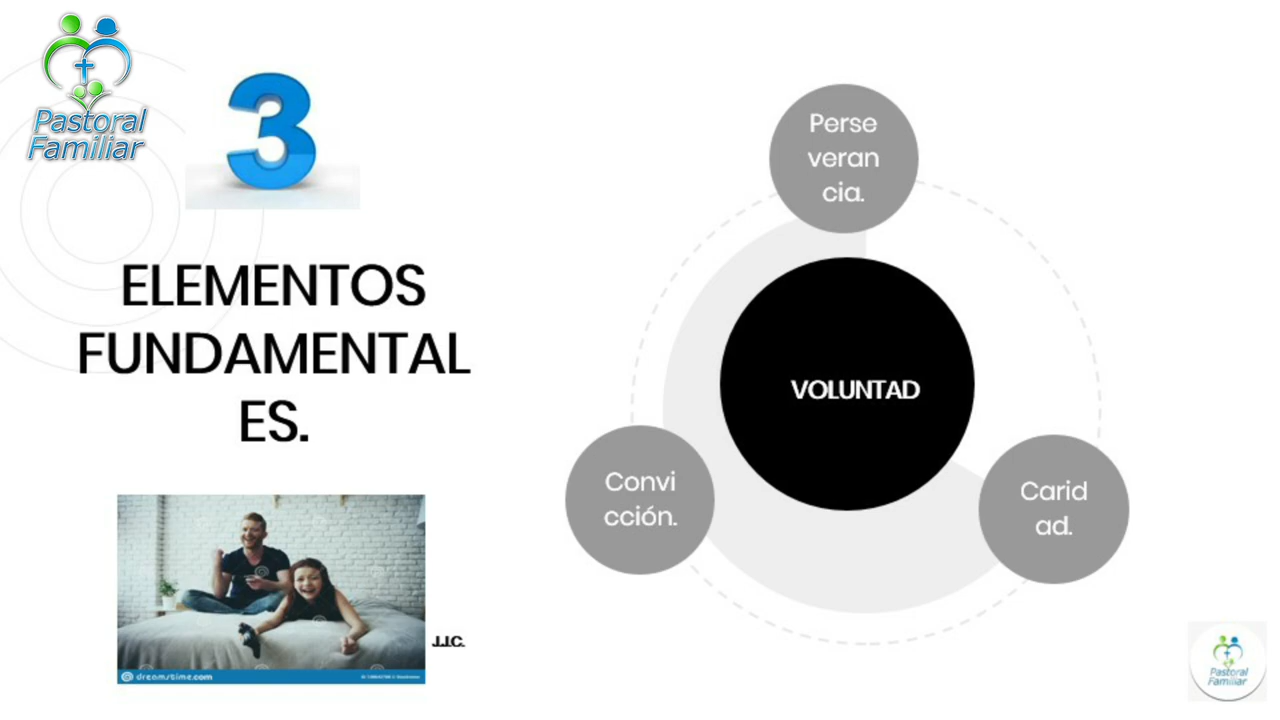 Pastoral
Familiar
3
ELEMENTOS
FUNDAMENTAL
ES.
dreamstime.com
J.J.C.
Perse
veran
cia.
VOLUNTAD
Convi
cción.
Carid
ad.
Pastoral
Familiar